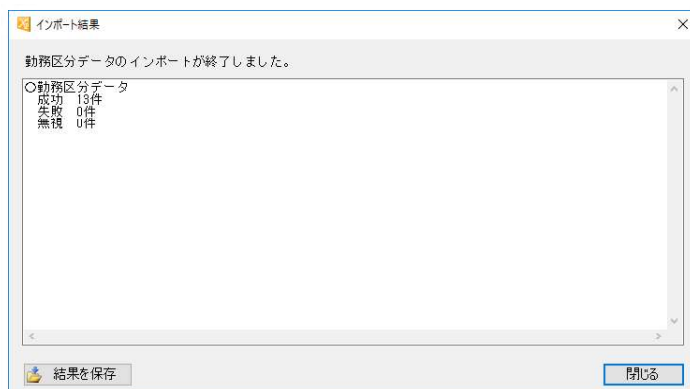 インポート結果
勤務区分データのインポートが終了しました。
○勤務区分データ
成功 13件
失敗 0件
無視 0件
結果を保存
閉じる